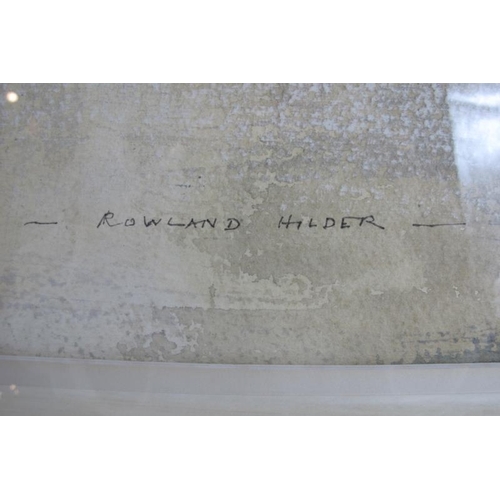 — ROWLAND HILDER —